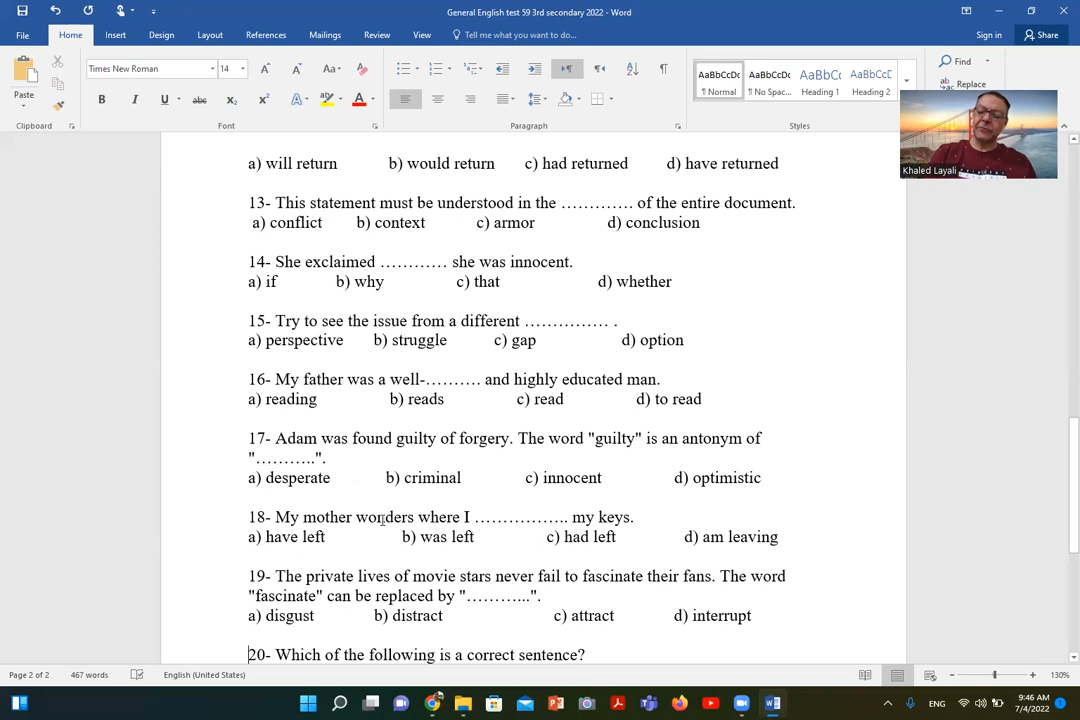 General English test 59 3rd secondary 2022 - Word
File Home Insert Design Layout References Mailings Review View Tell me what you want to do... Sign in Share
Paste
Times New Roman 14
Aa
B I U abc X₂ X² A A
AaBbCcDc AaBbCcDc AaBbCc AaBbCcD
¶ Normal ¶ No Spac... Heading 1 Heading 2
Find
Replace
Clipboard Font Paragraph Styles
Khaled Layali
a) will return b) would return c) had returned d) have returned
13- This statement must be understood in the …………. of the entire document.
a) conflict b) context c) armor d) conclusion
14- She exclaimed ………… she was innocent.
a) if b) why c) that d) whether
15- Try to see the issue from a different …………… .
a) perspective b) struggle c) gap d) option
16- My father was a well-………. and highly educated man.
a) reading b) reads c) read d) to read
17- Adam was found guilty of forgery. The word "guilty" is an antonym of
"………..".
a) desperate b) criminal c) innocent d) optimistic
18- My mother wonders where I …………….. my keys.
a) have left b) was left c) had left d) am leaving
19- The private lives of movie stars never fail to fascinate their fans. The word
"fascinate" can be replaced by "………...".
a) disgust b) distract c) attract d) interrupt
20- Which of the following is a correct sentence?
Page 2 of 2 467 words English (United States) 130%
ENG
9:46 AM
7/4/2022